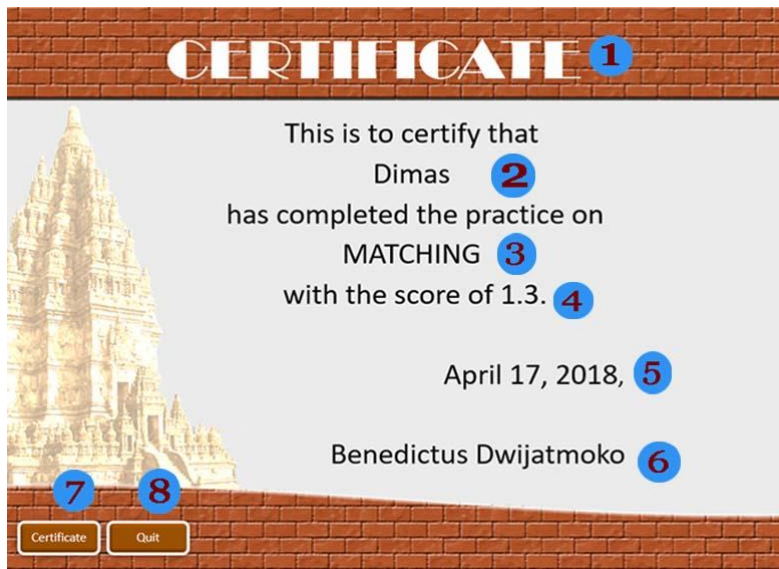 CERTIFICATE 1
This is to certify that
Dimas 2
has completed the practice on
MATCHING 3
with the score of 1.3. 4
April 17, 2018, 5
Benedictus Dwijatmoko 6
7 8
Certificate Quit